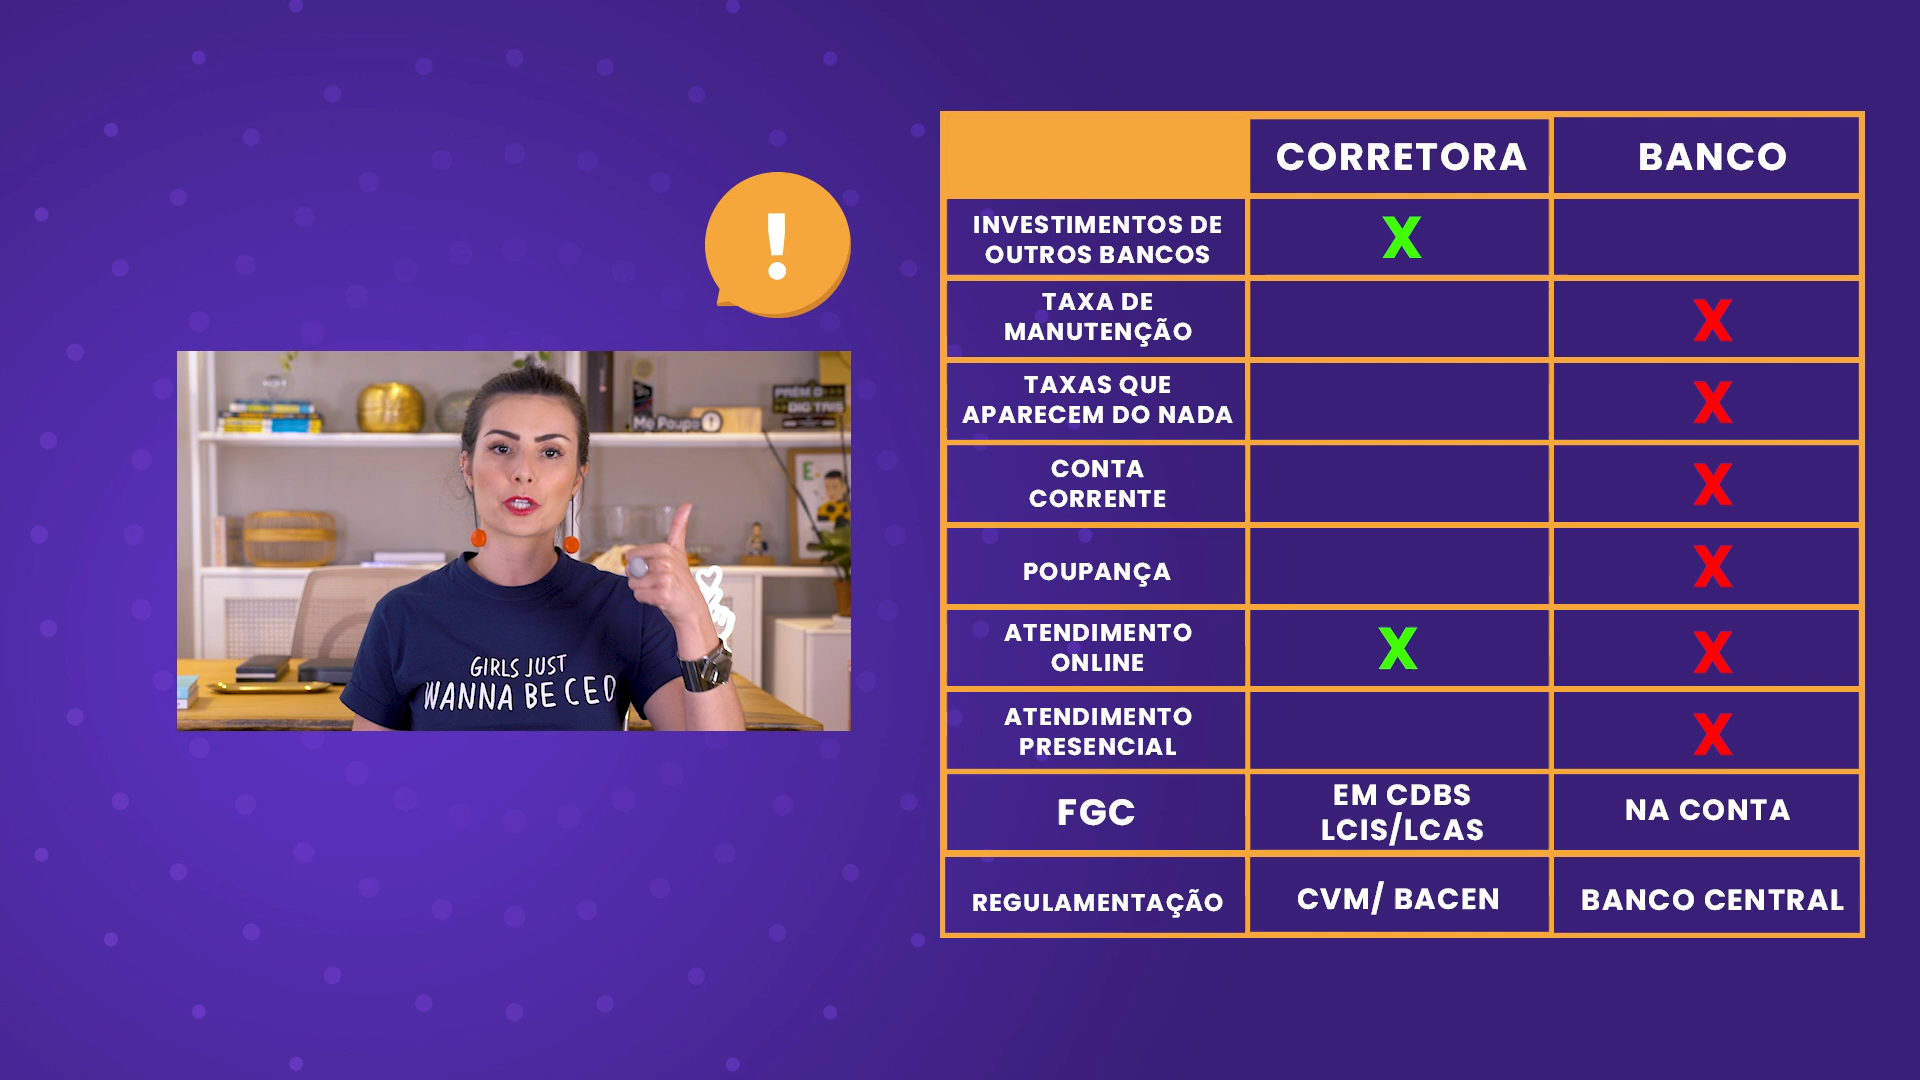 !
Me Poupe!
GIRLS JUST
WANNA BE CEO
CORRETORA
BANCO
INVESTIMENTOS DE
OUTROS BANCOS
X
TAXA DE
MANUTENÇÃO
X
TAXAS QUE
APARECEM DO NADA
X
CONTA
CORRENTE
X
POUPANÇA
X
ATENDIMENTO
ONLINE
X
X
ATENDIMENTO
PRESENCIAL
X
FGC
EM CDBS
LCIS/LCAS
NA CONTA
REGULAMENTAÇÃO
CVM/ BACEN
BANCO CENTRAL